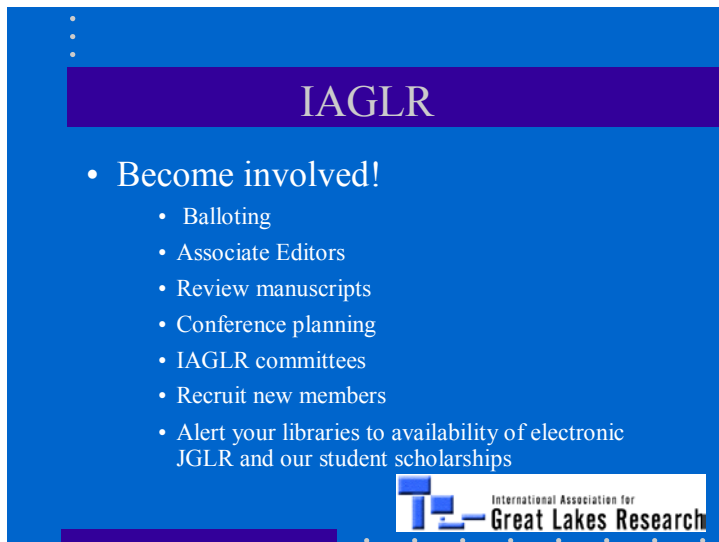 IAGLR
• Become involved!
• Balloting
• Associate Editors
• Review manuscripts
• Conference planning
• IAGLR committees
• Recruit new members
• Alert your libraries to availability of electronic
JGLR and our student scholarships
International Association for
Great Lakes Research